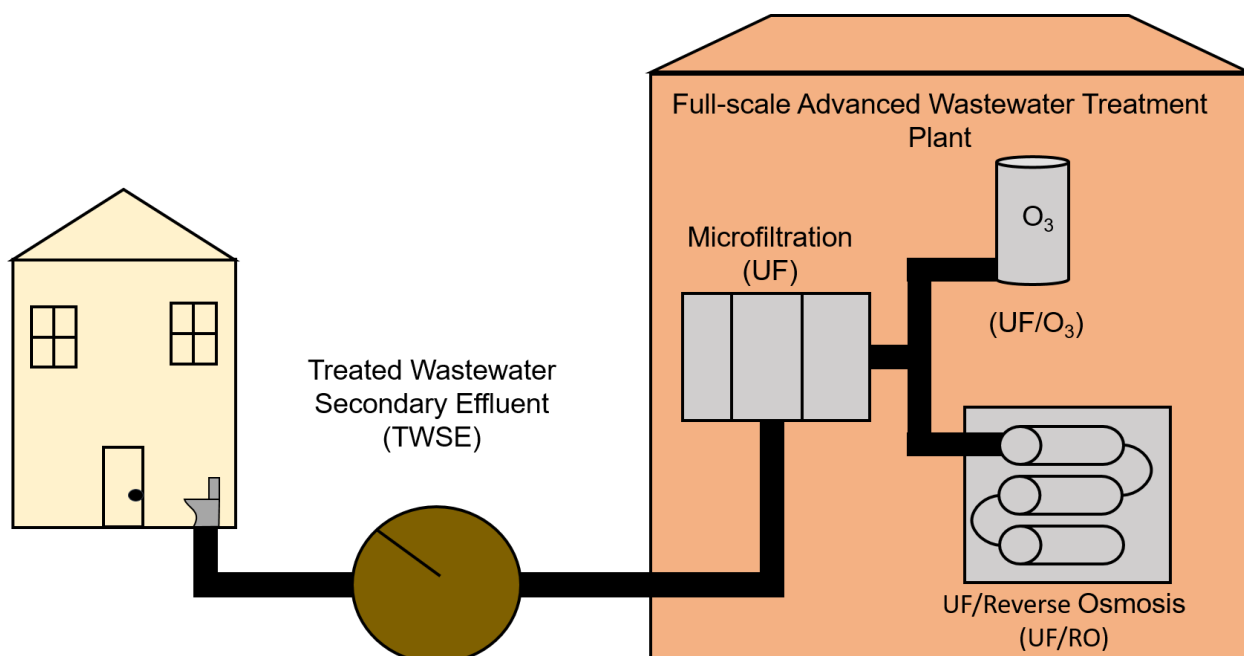 Full-scale Advanced Wastewater Treatment
Plant
O₃
Microfiltration
(UF)
(UF/O₃)
Treated Wastewater
Secondary Effluent
(TWSE)
UF/Reverse Osmosis
(UF/RO)